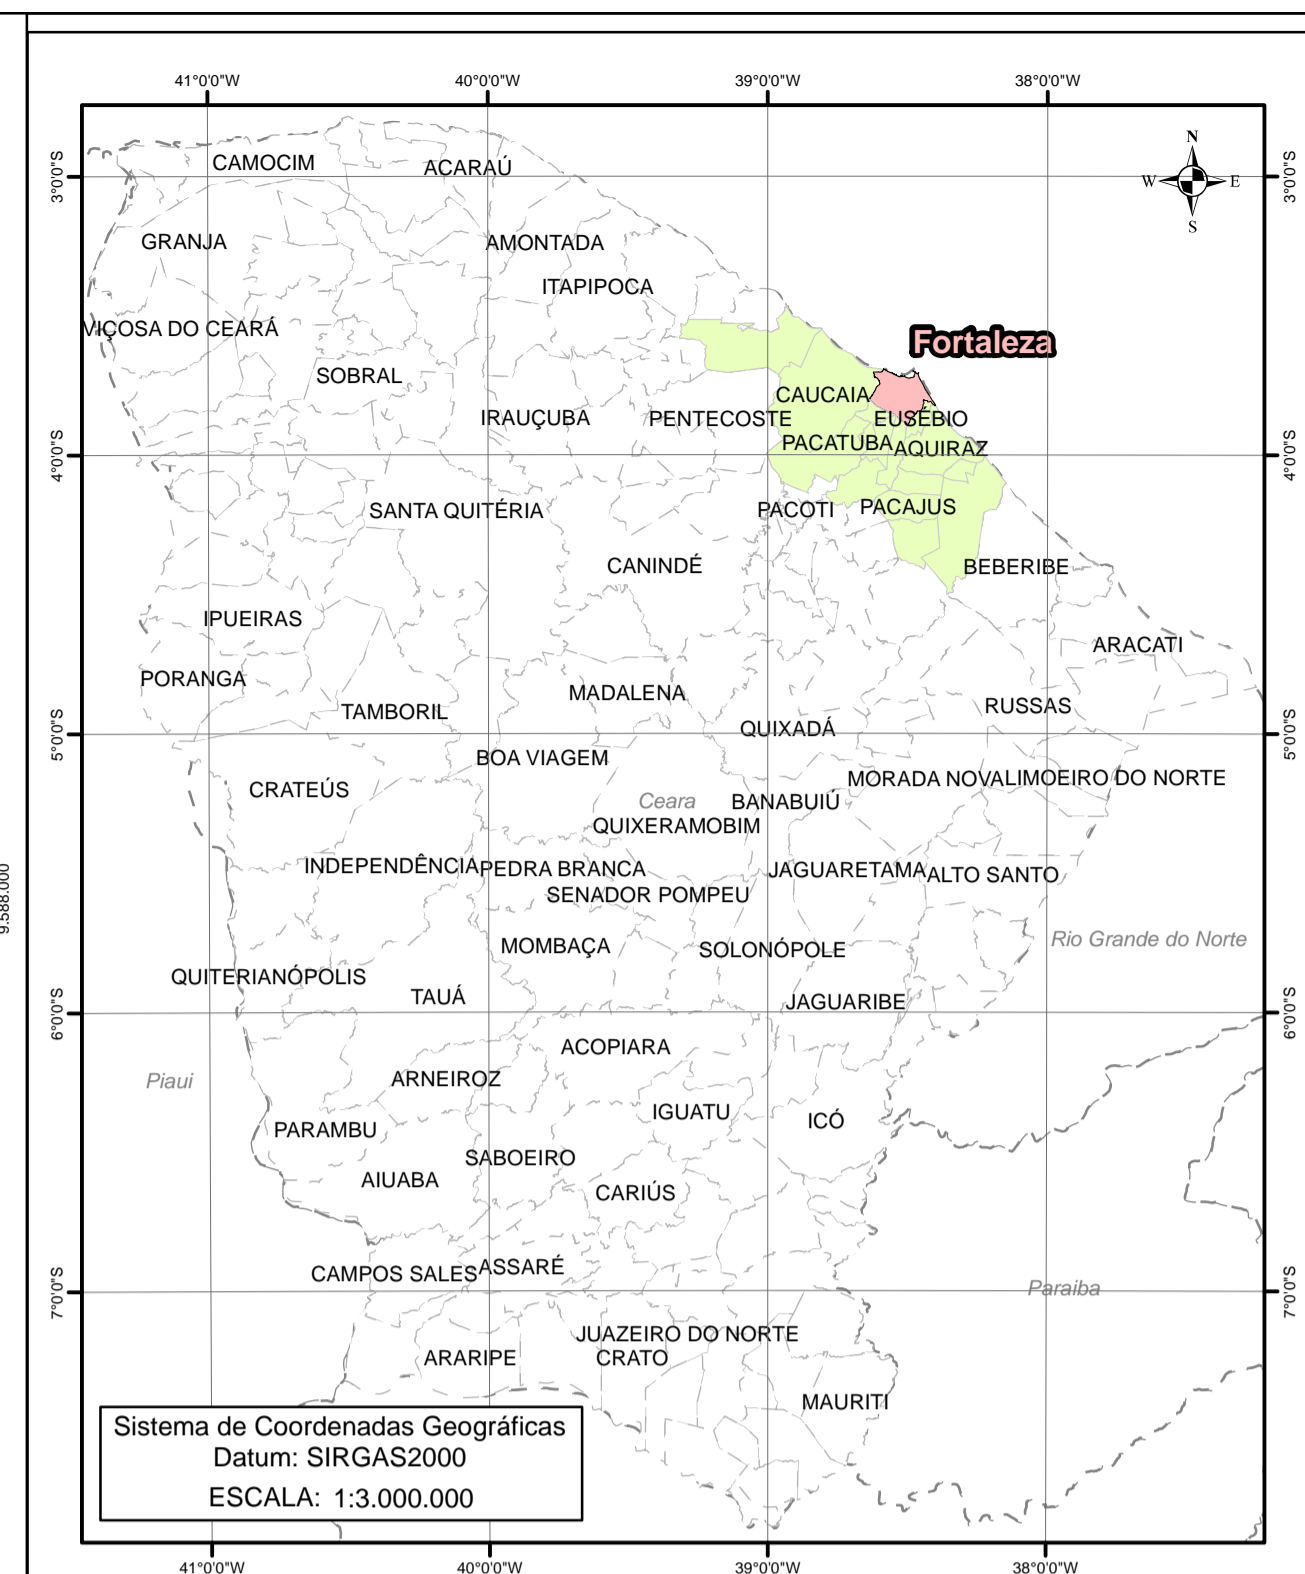 41°0'0"W 40°0'0"W 39°0'0"W 38°0'0"W
N
W E
S
3°0'0"S 3°0'0"S
CAMOCIM
ACARAÚ
GRANJA
AMONTADA
ITAPIPOCA
VIÇOSA DO CEARÁ
Fortaleza
SOBRAL
CAUCAIA
IRAUÇUBA
PENTECOSTE
EUSÉBIO
PACATUBA
AQUIRAZ
4°0'0"S 4°0'0"S
SANTA QUITÉRIA
PACOTI
PACAJUS
CANINDÉ
BEBERIBE
IPUEIRAS
ARACATI
PORANGA
MADALENA
TAMBORIL
RUSSAS
QUIXADÁ
5°0'0"S 5°0'0"S
BOA VIAGEM
MORADA NOVA
LIMOEIRO DO NORTE
CRATEÚS
Ceara
BANABUIÚ
QUIXERAMOBIM
INDEPENDÊNCIA
PEDRA BRANCA
JAGUARETAMA
ALTO SANTO
SENADOR POMPEU
9.588.000
MOMBAÇA
SOLONÓPOLE
Rio Grande do Norte
QUITERIANÓPOLIS
TAUÁ
JAGUARIBE
6°0'0"S 6°0'0"S
ACOPIARA
Piaui
ARNEIROZ
IGUATU
ICÓ
PARAMBU
SABOEIRO
AIUABA
CARIÚS
CAMPOS SALES
ASSARÉ
7°0'0"S 7°0'0"S
Paraiba
JUAZEIRO DO NORTE
ARARIPE
CRATO
MAURITI
Sistema de Coordenadas Geográficas
Datum: SIRGAS2000
ESCALA: 1:3.000.000
41°0'0"W 40°0'0"W 39°0'0"W 38°0'0"W